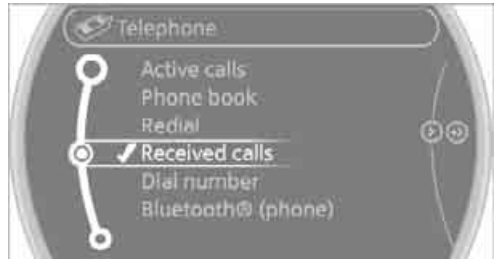 Telephone
Active calls
Phone book
Redial
Received calls
Dial number
Bluetooth® (phone)